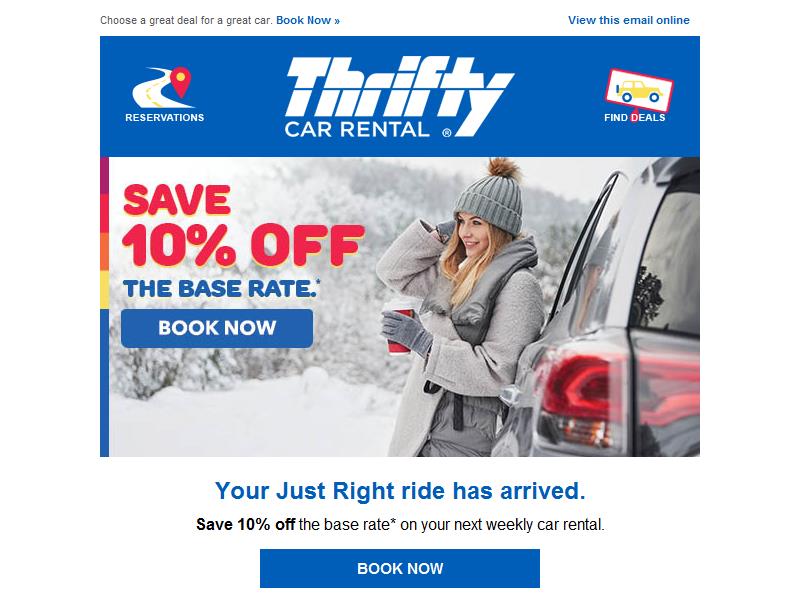 Choose a great deal for a great car. Book Now »
View this email online
RESERVATIONS
Thrifty
CAR RENTAL ®
FIND DEALS
SAVE
10% OFF
THE BASE RATE.*
BOOK NOW
Your Just Right ride has arrived.
Save 10% off the base rate* on your next weekly car rental.
BOOK NOW